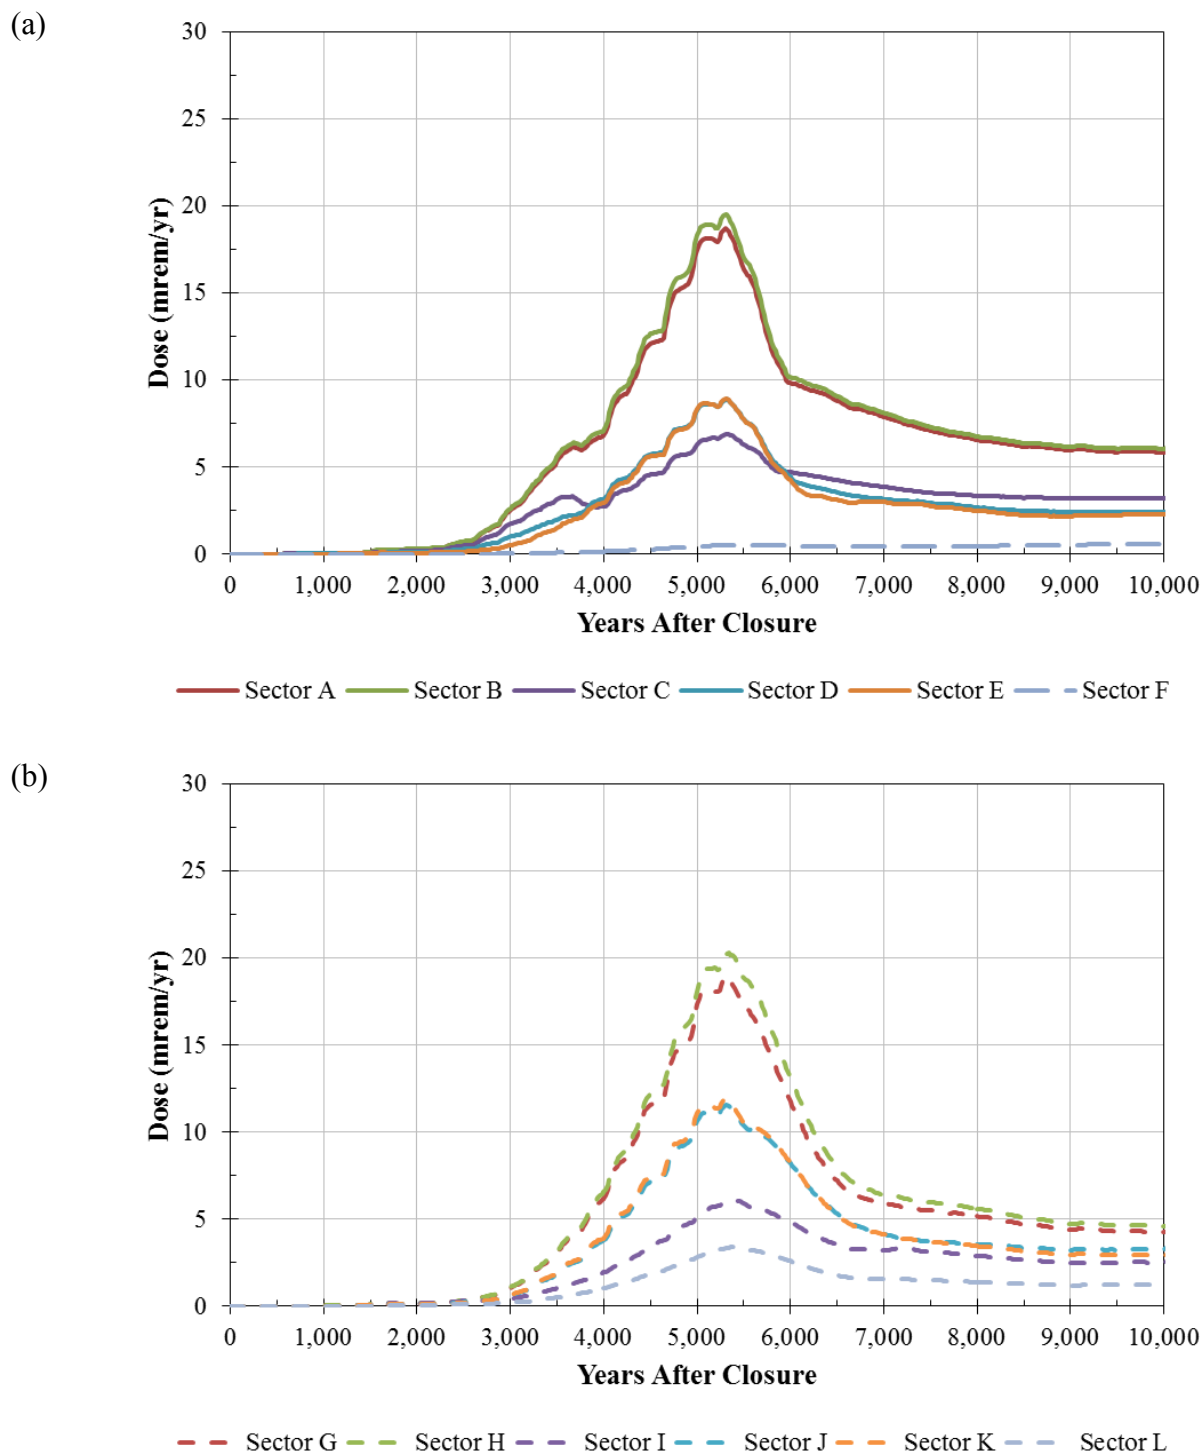 (a)
30
25
20
15
10
5
0
Dose (mrem/yr)
0 1,000 2,000 3,000 4,000 5,000 6,000 7,000 8,000 9,000 10,000
Years After Closure
Sector A Sector B Sector C Sector D Sector E Sector F
(b)
30
25
20
15
10
5
0
Dose (mrem/yr)
0 1,000 2,000 3,000 4,000 5,000 6,000 7,000 8,000 9,000 10,000
Years After Closure
Sector G Sector H Sector I Sector J Sector K Sector L